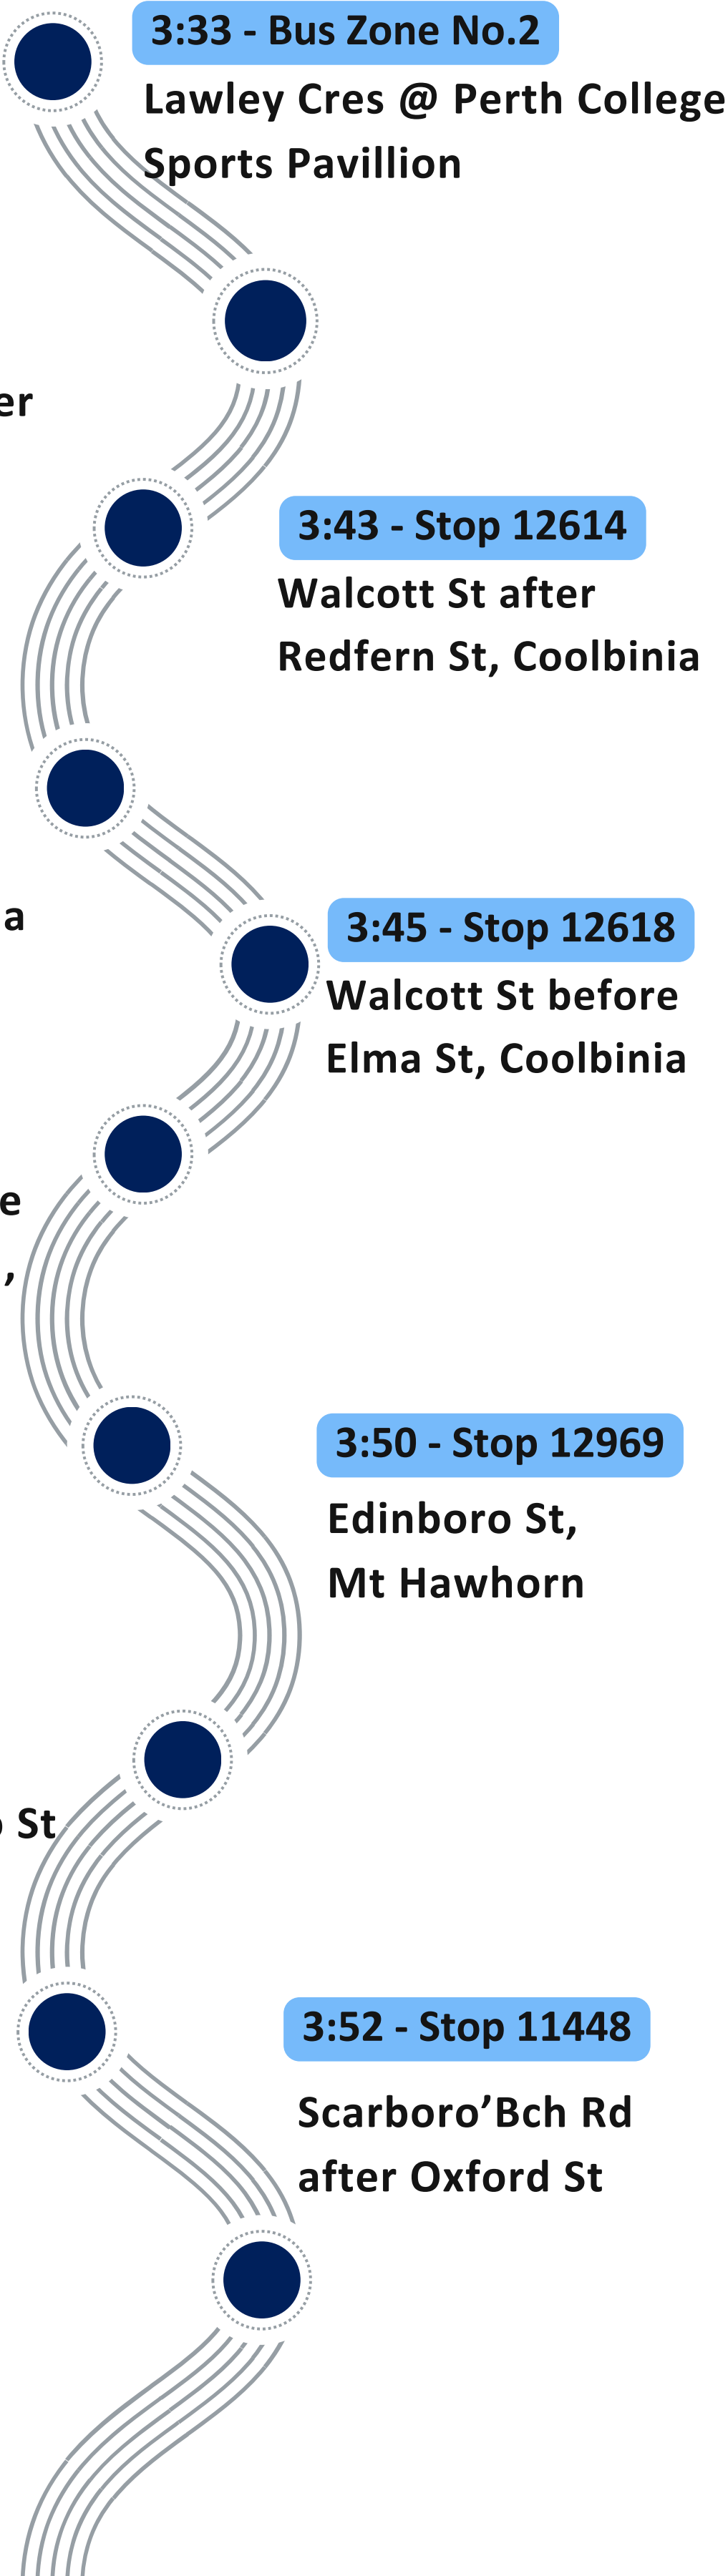 3:33 - Bus Zone No.2
Lawley Cres @ Perth College
Sports Pavillion
er
3:43 - Stop 12614
Walcott St after
Redfern St, Coolbinia
a
3:45 - Stop 12618
Walcott St before
Elma St, Coolbinia
e
,
3:50 - Stop 12969
Edinboro St,
Mt Hawhorn
St
3:52 - Stop 11448
Scarboro’Bch Rd
after Oxford St